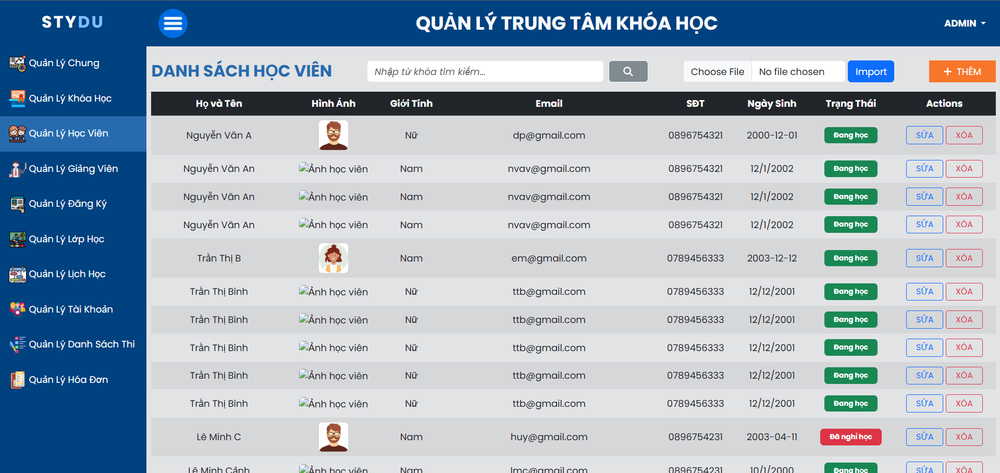 STYDU
QUẢN LÝ TRUNG TÂM KHÓA HỌC
ADMIN
Quản Lý Chung
Quản Lý Khóa Học
Quản Lý Học Viên
Quản Lý Giảng Viên
Quản Lý Đăng Ký
Quản Lý Lớp Học
Quản Lý Lịch Học
Quản Lý Tài Khoản
Quản Lý Danh Sách Thi
Quản Lý Hóa Đơn
DANH SÁCH HỌC VIÊN Nhập từ khóa tìm kiếm... Choose File No file chosen Import + THÊM
Họ và Tên Hình Ảnh Giới Tính Email SĐT Ngày Sinh Trạng Thái Actions
Nguyễn Văn A Nữ dp@gmail.com 0896754321 2000-12-01 Đang học SỬA XÓA
Nguyễn Văn An Ảnh học viên Nam nvav@gmail.com 0896754321 12/1/2002 Đang học SỬA XÓA
Nguyễn Văn An Ảnh học viên Nam nvav@gmail.com 0896754321 12/1/2002 Đang học SỬA XÓA
Nguyễn Văn An Ảnh học viên Nam nvav@gmail.com 0896754321 12/1/2002 Đang học SỬA XÓA
Trần Thị B Nam em@gmail.com 0789456333 2003-12-12 Đang học SỬA XÓA
Trần Thị Bình Ảnh học viên Nữ ttb@gmail.com 0789456333 12/12/2001 Đang học SỬA XÓA
Trần Thị Bình Ảnh học viên Nữ ttb@gmail.com 0789456333 12/12/2001 Đang học SỬA XÓA
Trần Thị Bình Ảnh học viên Nữ ttb@gmail.com 0789456333 12/12/2001 Đang học SỬA XÓA
Trần Thị Bình Ảnh học viên Nữ ttb@gmail.com 0789456333 12/12/2001 Đang học SỬA XÓA
Trần Thị Bình Ảnh học viên Nữ ttb@gmail.com 0789456333 12/12/2001 Đang học SỬA XÓA
Lê Minh C Nam huy@gmail.com 0896754231 2003-04-11 Đã nghỉ học SỬA XÓA
Lê Minh Cảnh Ảnh học viên Nam lmc@gmail.com 0896754231 10/1/2000 Đang học SỬA XÓA